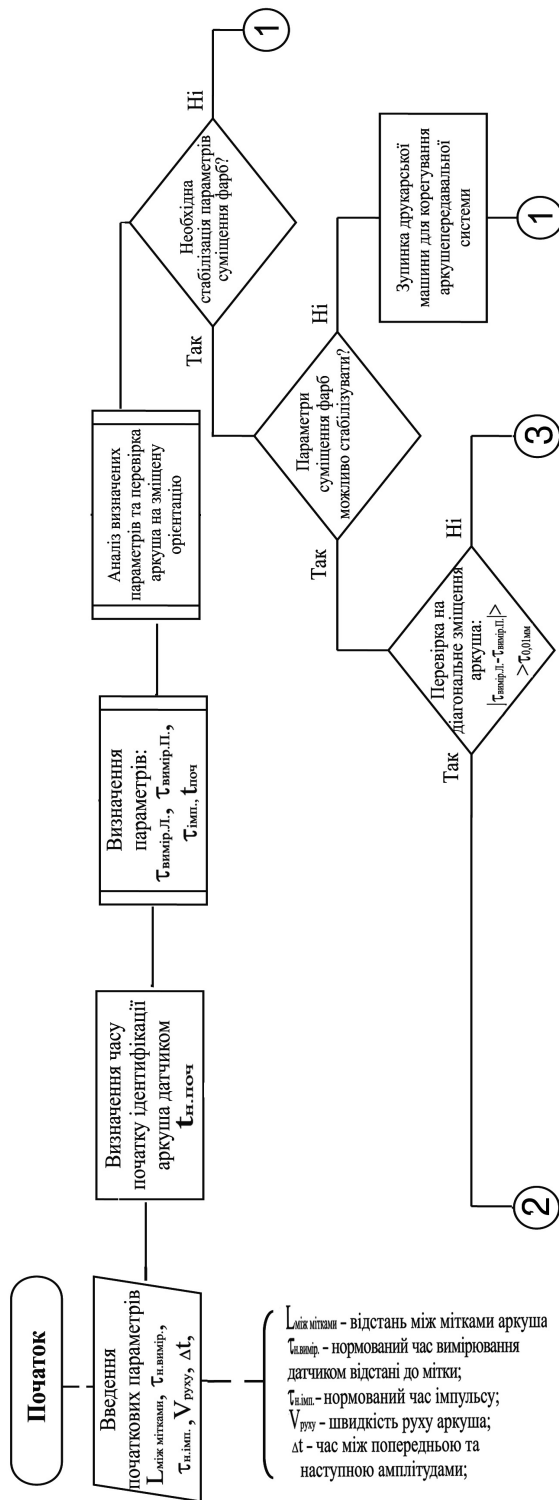 Початок
Введення
початкових параметрів
Lміж мітками, τн.вимір.,
τн.імп., Vруху, Δt,
Lміж мітками – відстань між мітками аркуша
τн.вимір. – нормований час вимірювання
датчиком відстані до мітки;
τн.імп. – нормований час імпульсу;
Vруху – швидкість руху аркуша;
Δt – час між попередньою та
наступною амплітудами;
Визначення часу
початку ідентифікації
аркуша датчиком
tн.поч
Визначення
параметрів:
τвимір.Л., τвимір.П.,
τімп., tпоч
Аналіз визначених
параметрів та перевірка
аркуша на зміщену
орієнтацію
Необхідна
стабілізація параметрів
суміщення фарб?
Так
Ні
1
Параметри
суміщення фарб
можливо стабілізувати?
Так
Ні
Зупинка друкарської
машини для корегування
аркушепередавальної
системи
1
Перевірка на
діагональне зміщення
аркуша:
|τвимір.Л.-τвимір.П.|>
>τ0,01мм
Так
Ні
2
3